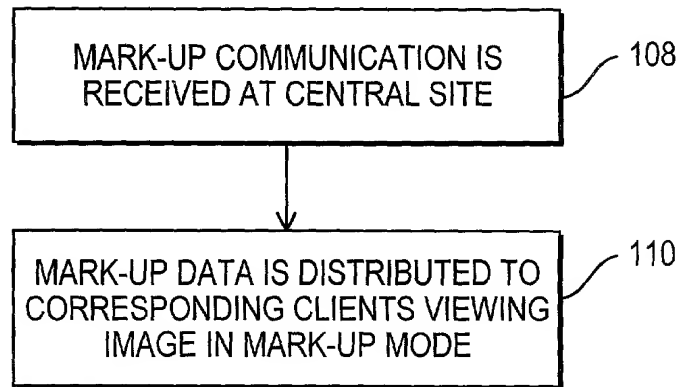 MARK-UP COMMUNICATION IS
RECEIVED AT CENTRAL SITE
108
MARK-UP DATA IS DISTRIBUTED TO
CORRESPONDING CLIENTS VIEWING
IMAGE IN MARK-UP MODE
110